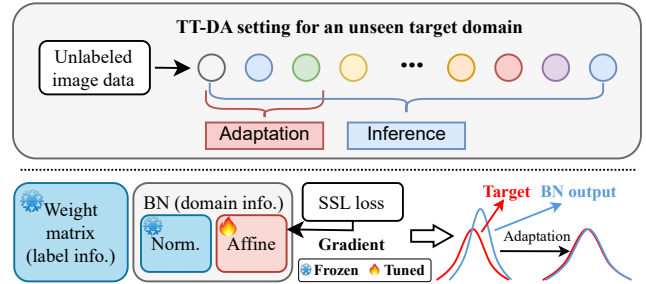 TT-DA setting for an unseen target domain
Unlabeled
image data
...
Adaptation
Inference
Weight
matrix
(label info.)
BN (domain info.)
Norm.
Affine
SSL loss
Gradient
Frozen
Tuned
Target
BN output
Adaptation